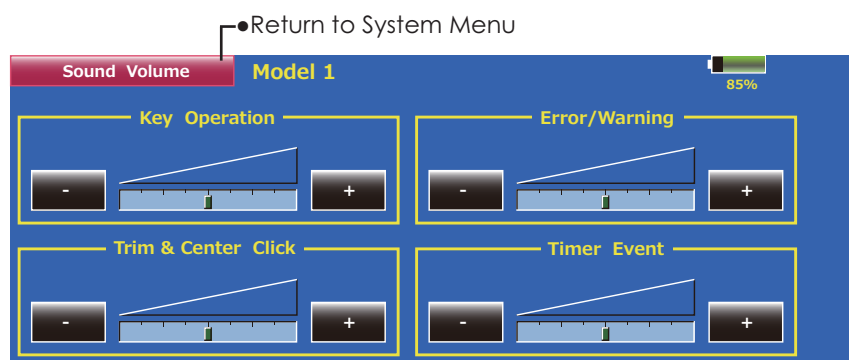 ●Return to System Menu
Sound Volume Model 1
85%
Key Operation Error/Warning
- + - +
Trim & Center Click Timer Event
- + - +